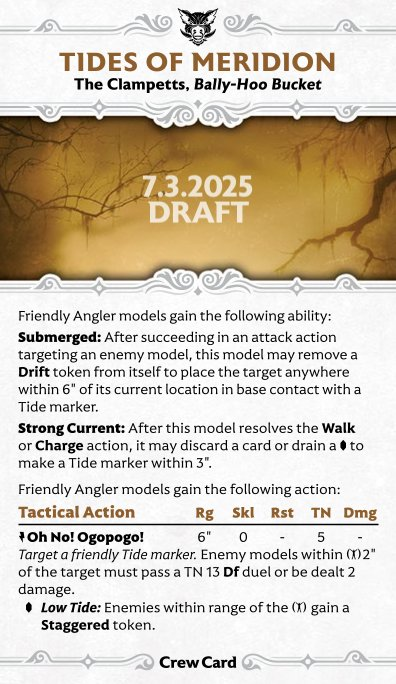 TIDES OF MERIDION
The Clampetts, Bally-Hoo Bucket
7.3.2025
DRAFT
Friendly Angler models gain the following ability:
Submerged: After succeeding in an attack action
targeting an enemy model, this model may remove a
Drift token from itself to place the target anywhere
within 6" of its current location in base contact with a
Tide marker.
Strong Current: After this model resolves the Walk
or Charge action, it may discard a card or drain a to
make a Tide marker within 3".
Friendly Angler models gain the following action:
Tactical Action Rg Skl Rst TN Dmg
Oh No! Ogopogo! 6" 0 - 5 -
Target a friendly Tide marker. Enemy models within 2"
of the target must pass a TN 13 Df duel or be dealt 2
damage.
Low Tide: Enemies within range of the gain a
Staggered token.
Crew Card